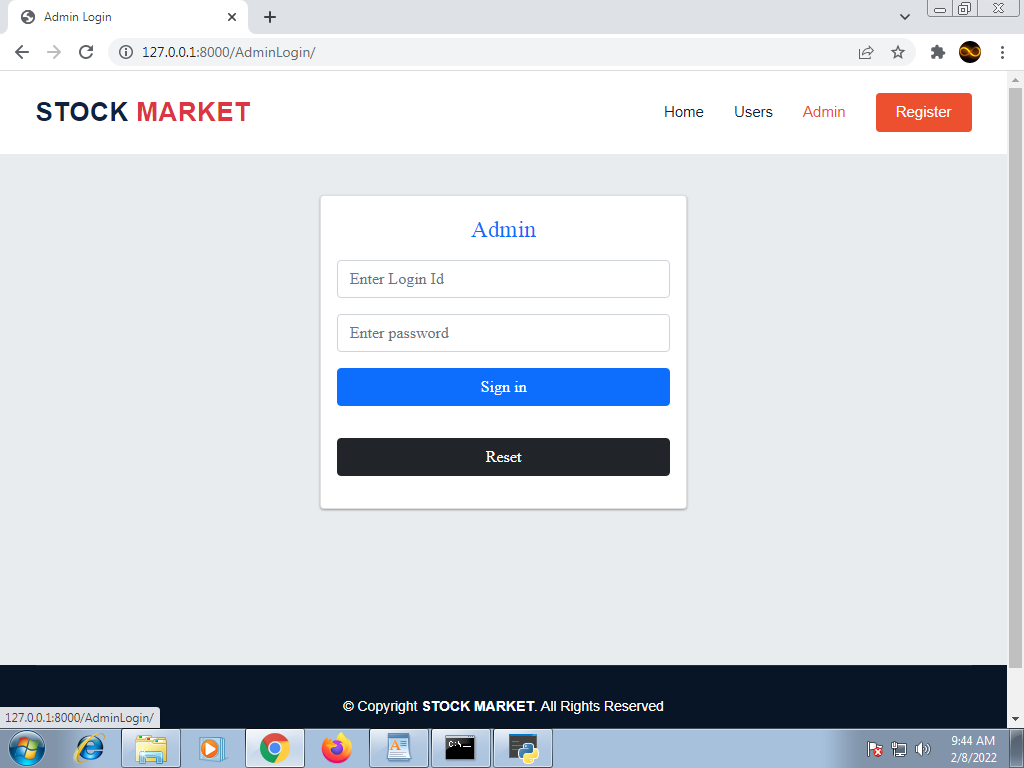 Admin Login
127.0.0.1:8000/AdminLogin/
STOCK MARKET
Home Users Admin Register
Admin
Enter Login Id
Enter password
Sign in
Reset
© Copyright STOCK MARKET. All Rights Reserved
127.0.0.1:8000/AdminLogin/
C:\_
9:44 AM
2/8/2022